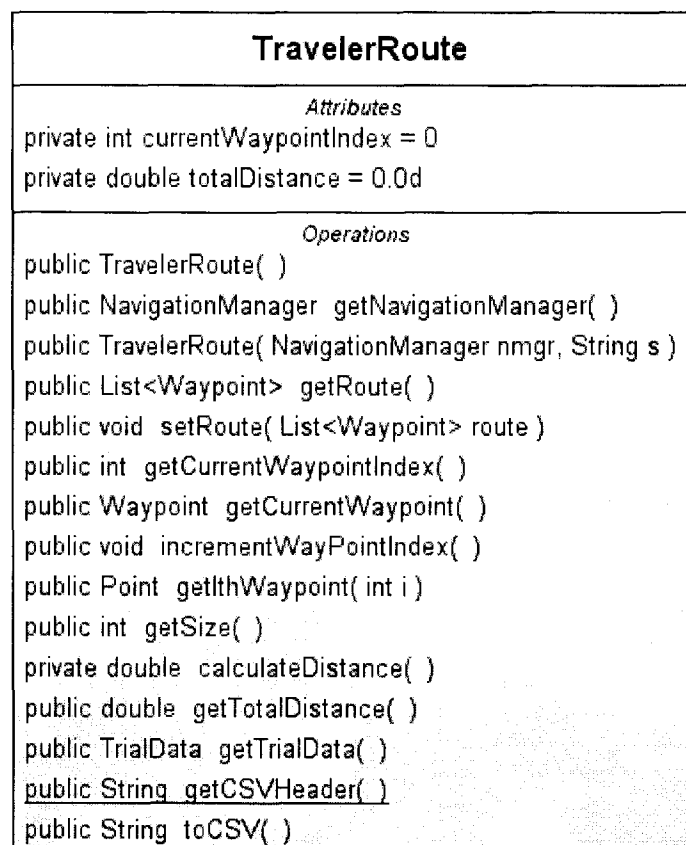 TravelerRoute
Attributes
private int currentWaypointIndex = 0
private double totalDistance = 0.0d
Operations
public TravelerRoute( )
public NavigationManager getNavigationManager( )
public TravelerRoute( NavigationManager nmgr, String s )
public List<Waypoint> getRoute( )
public void setRoute( List<Waypoint> route )
public int getCurrentWaypointIndex( )
public Waypoint getCurrentWaypoint( )
public void incrementWayPointIndex( )
public Point getIthWaypoint( int i )
public int getSize( )
private double calculateDistance( )
public double getTotalDistance( )
public TrialData getTrialData( )
public String getCSVHeader( )
public String toCSV( )